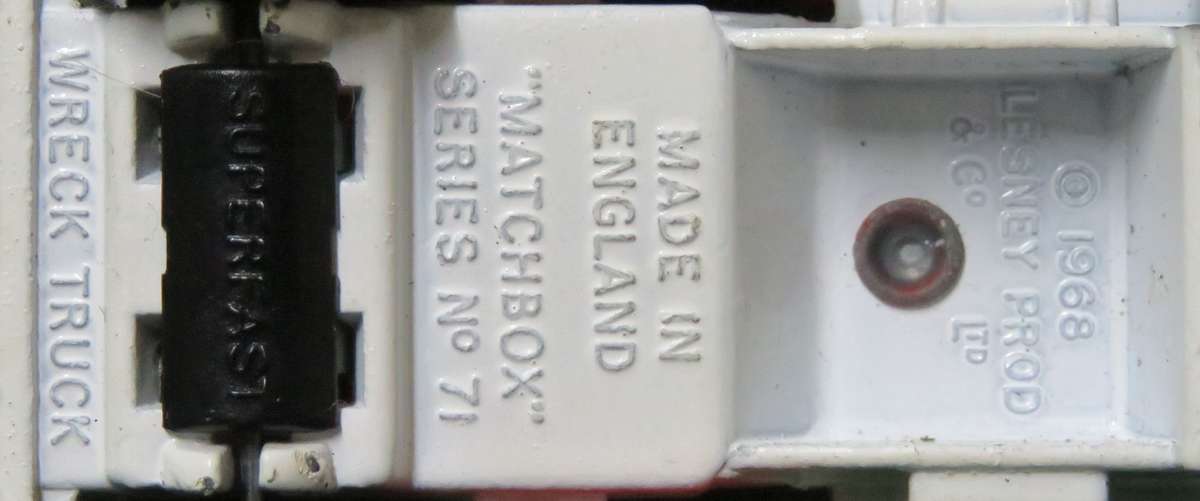 © 1968
LESNEY PROD
& Co LTD
MADE IN
ENGLAND
"MATCHBOX"
SERIES No 71
SUPERFAST
WRECK TRUCK